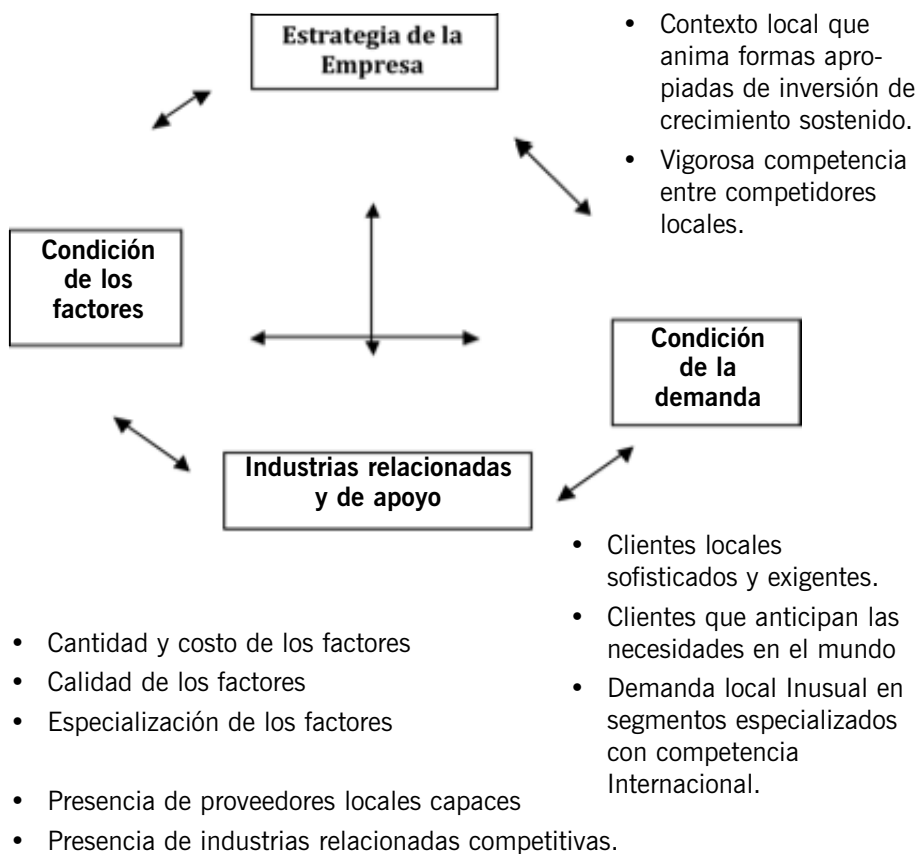 Estrategia de la
Empresa
• Contexto local que
anima formas apro-
piadas de inversión de
crecimiento sostenido.
• Vigorosa competencia
entre competidores
locales.
Condición
de los
factores
Condición
de la
demanda
Industrias relacionadas
y de apoyo
• Clientes locales
sofisticados y exigentes.
• Clientes que anticipan las
necesidades en el mundo
• Demanda local Inusual en
segmentos especializados
con competencia
Internacional.
• Cantidad y costo de los factores
• Calidad de los factores
• Especialización de los factores
• Presencia de proveedores locales capaces
• Presencia de industrias relacionadas competitivas.